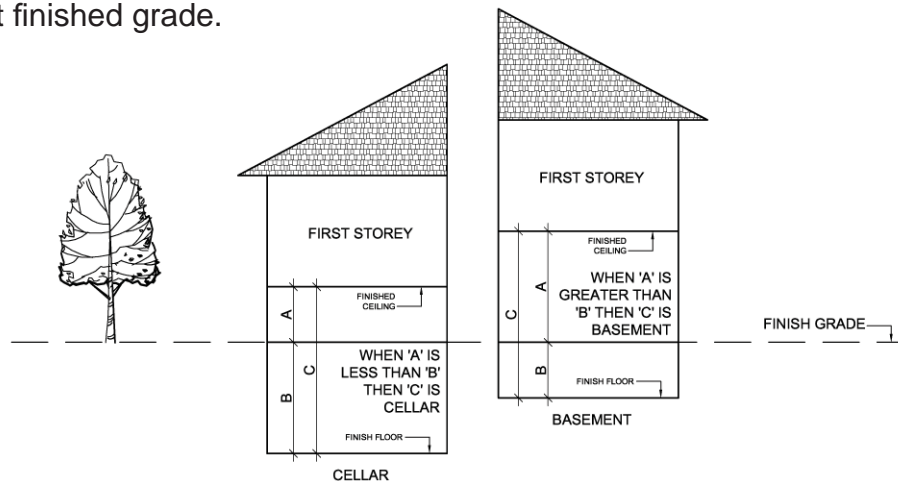 t finished grade.
FIRST STOREY
FINISHED
CEILING
A
C
B
WHEN 'A' IS
LESS THAN 'B'
THEN 'C' IS
CELLAR
FINISH FLOOR
CELLAR
FIRST STOREY
FINISHED
CEILING
A
C
B
WHEN 'A' IS
GREATER THAN
'B' THEN 'C' IS
BASEMENT
FINISH FLOOR
BASEMENT
FINISH GRADE